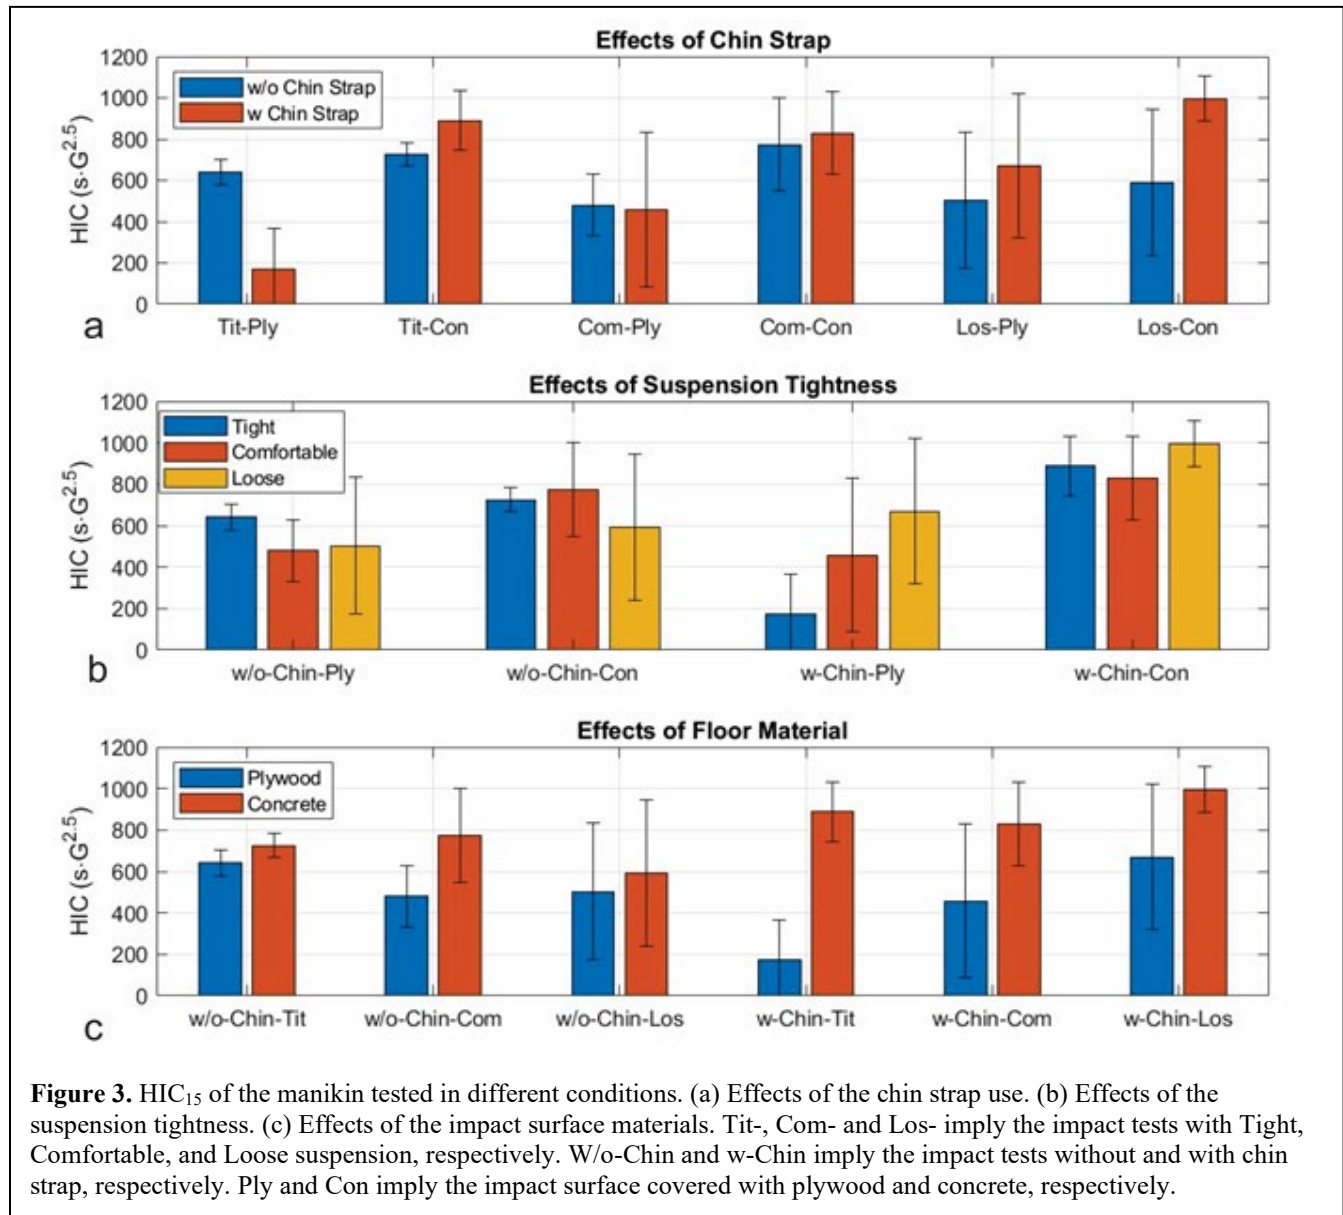 Effects of Chin Strap
1200
1000
800
600
400
200
0
HIC (s·G^2.5)
w/o Chin Strap
w Chin Strap
Tit-Ply Tit-Con Com-Ply Com-Con Los-Ply Los-Con
a
Effects of Suspension Tightness
1200
1000
800
600
400
200
0
HIC (s·G^2.5)
Tight
Comfortable
Loose
w/o-Chin-Ply w/o-Chin-Con w-Chin-Ply w-Chin-Con
b
Effects of Floor Material
1200
1000
800
600
400
200
0
HIC (s·G^2.5)
Plywood
Concrete
w/o-Chin-Tit w/o-Chin-Com w/o-Chin-Los w-Chin-Tit w-Chin-Com w-Chin-Los
c
Figure 3. HIC₁₅ of the manikin tested in different conditions. (a) Effects of the chin strap use. (b) Effects of the
suspension tightness. (c) Effects of the impact surface materials. Tit-, Com- and Los- imply the impact tests with Tight,
Comfortable, and Loose suspension, respectively. W/o-Chin and w-Chin imply the impact tests without and with chin
strap, respectively. Ply and Con imply the impact surface covered with plywood and concrete, respectively.